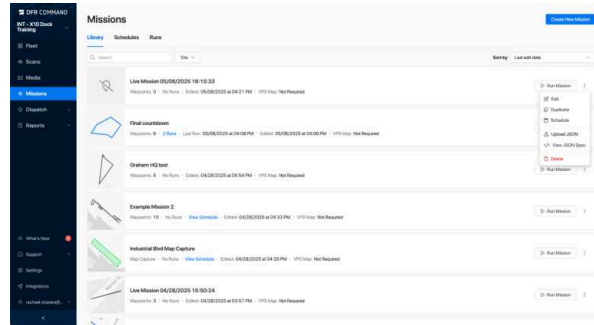 DFR COMMAND
INT - X10 Dock Training
Fleet
Scans
Media
Missions
Dispatch
Reports
What's New
Support
Settings
Integrations
Missions
Create New Mission
Library Schedules Runs
Search
Site
Sort by Last edit date
Live Mission 05/08/2025 16:15:33
Waypoints: 0 · No Runs · Edited: 05/08/2025 at 04:21 PM · VPS Map: Not Required
Run Mission
Edit
Duplicate
Schedule
Upload JSON
View JSON Spec
Delete
Final countdown
Waypoints: 6 · 2 Runs · Last Run: 05/08/2025 at 04:08 PM · Edited: 05/08/2025 at 04:06 PM · VPS Map: Not Required
Graham HQ test
Waypoints: 5 · No Runs · Edited: 04/28/2025 at 06:54 PM · VPS Map: Not Required
Run Mission
Example Mission 2
Waypoints: 15 · No Runs · View Schedule · Edited: 04/28/2025 at 04:32 PM · VPS Map: Not Required
Run Mission
Industrial Blvd Map Capture
Map Capture · No Runs · View Schedule · Edited: 04/28/2025 at 04:26 PM · VPS Map: Not Required
Run Mission
Live Mission 04/28/2025 15:50:24
Waypoints: 3 · No Runs · Edited: 04/28/2025 at 03:57 PM · VPS Map: Not Required
Run Mission